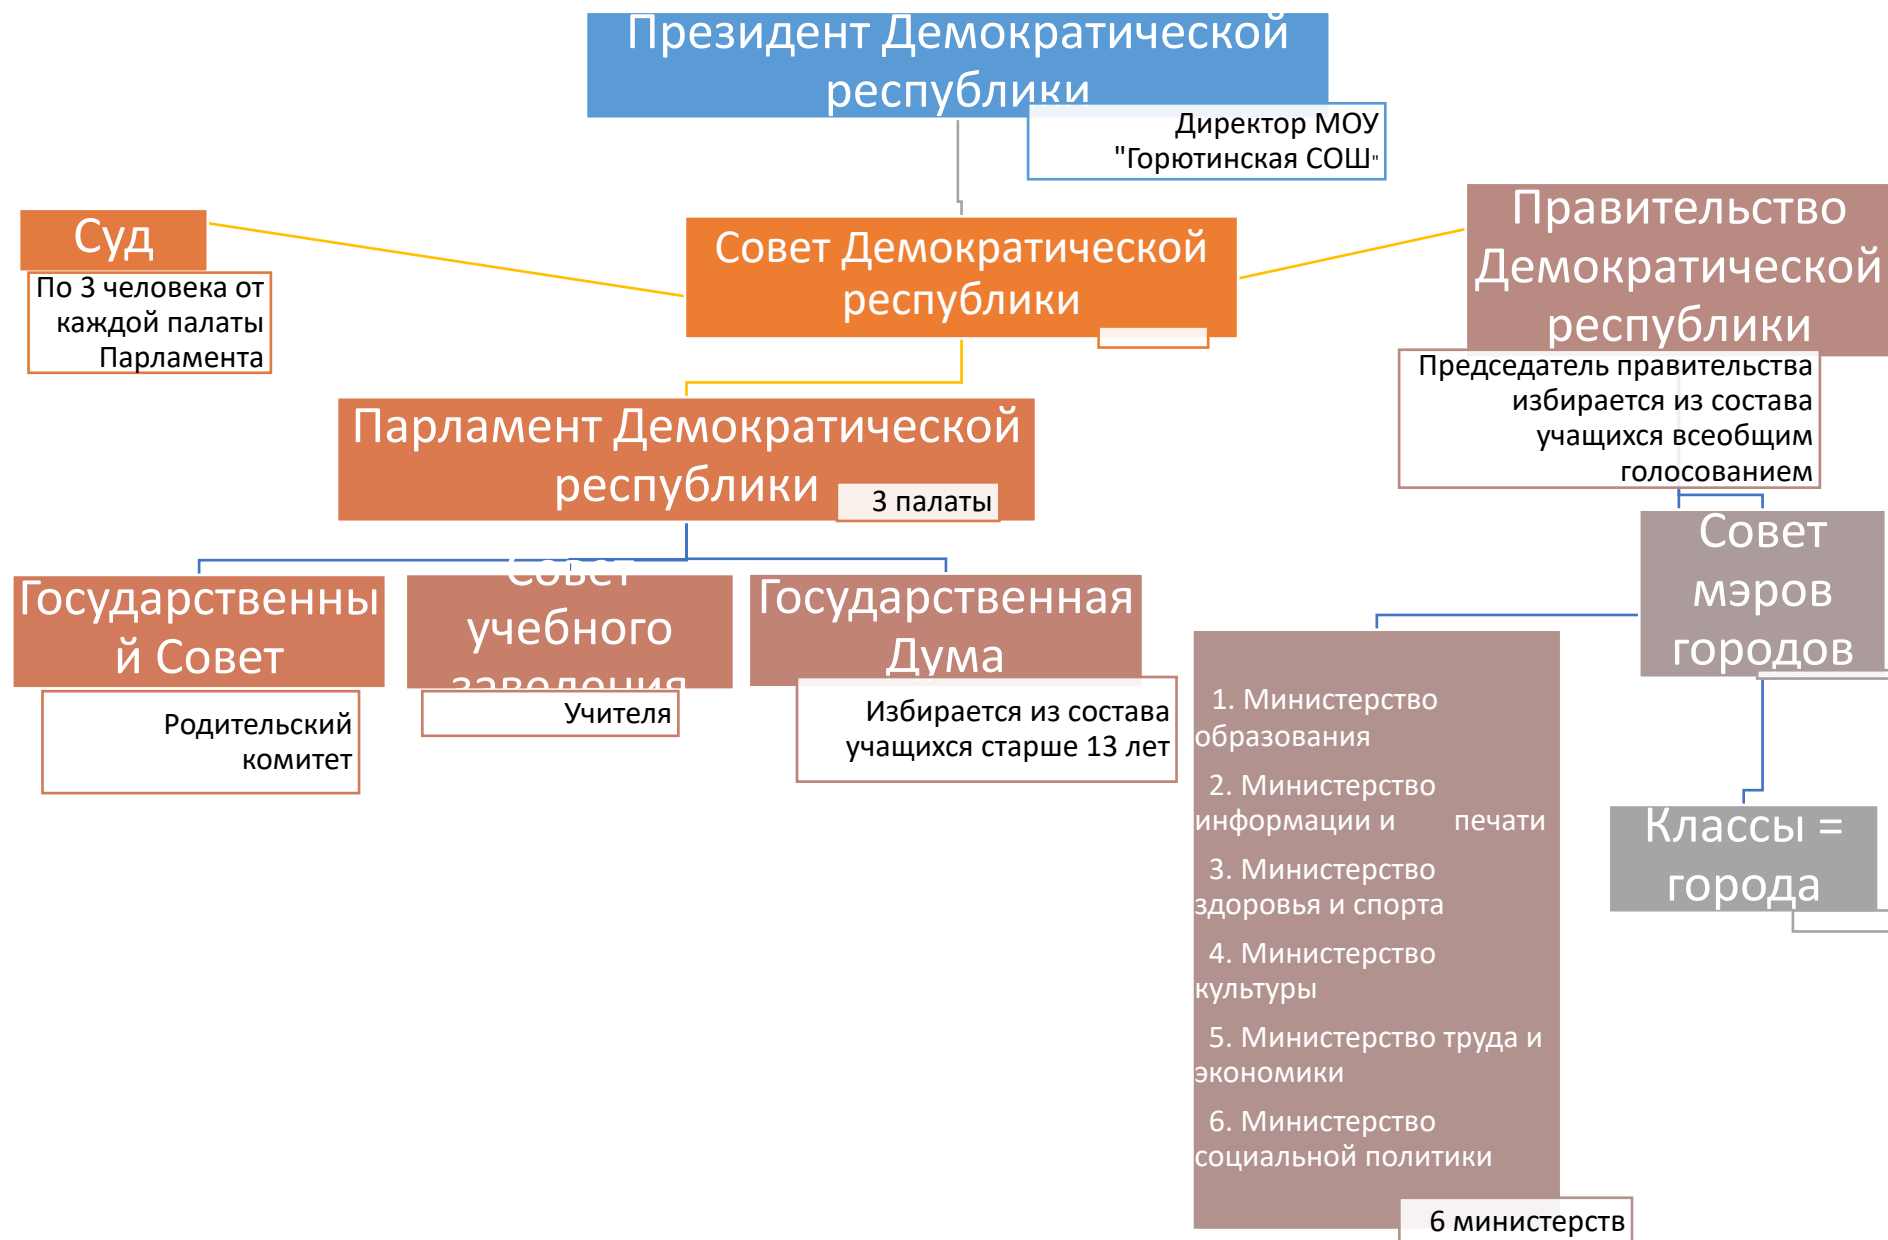 Президент Демократической
республики
Директор МОУ
"Горютинская СОШ"
Суд
По 3 человека от
каждой палаты
Парламента
Совет Демократической
республики
Правительство
Демократической
республики
Председатель правительства
избирается из состава
учащихся всеобщим
голосованием
Парламент Демократической
республики
3 палаты
Государственны
й Совет
Родительский
комитет
Совет
учебного
заведения
Учителя
Государственная
Дума
Избирается из состава
учащихся старше 13 лет
Совет
мэров
городов
1. Министерство
образования
2. Министерство
информации и печати
3. Министерство
здоровья и спорта
4. Министерство
культуры
5. Министерство труда и
экономики
6. Министерство
социальной политики
6 министерств
Классы =
города